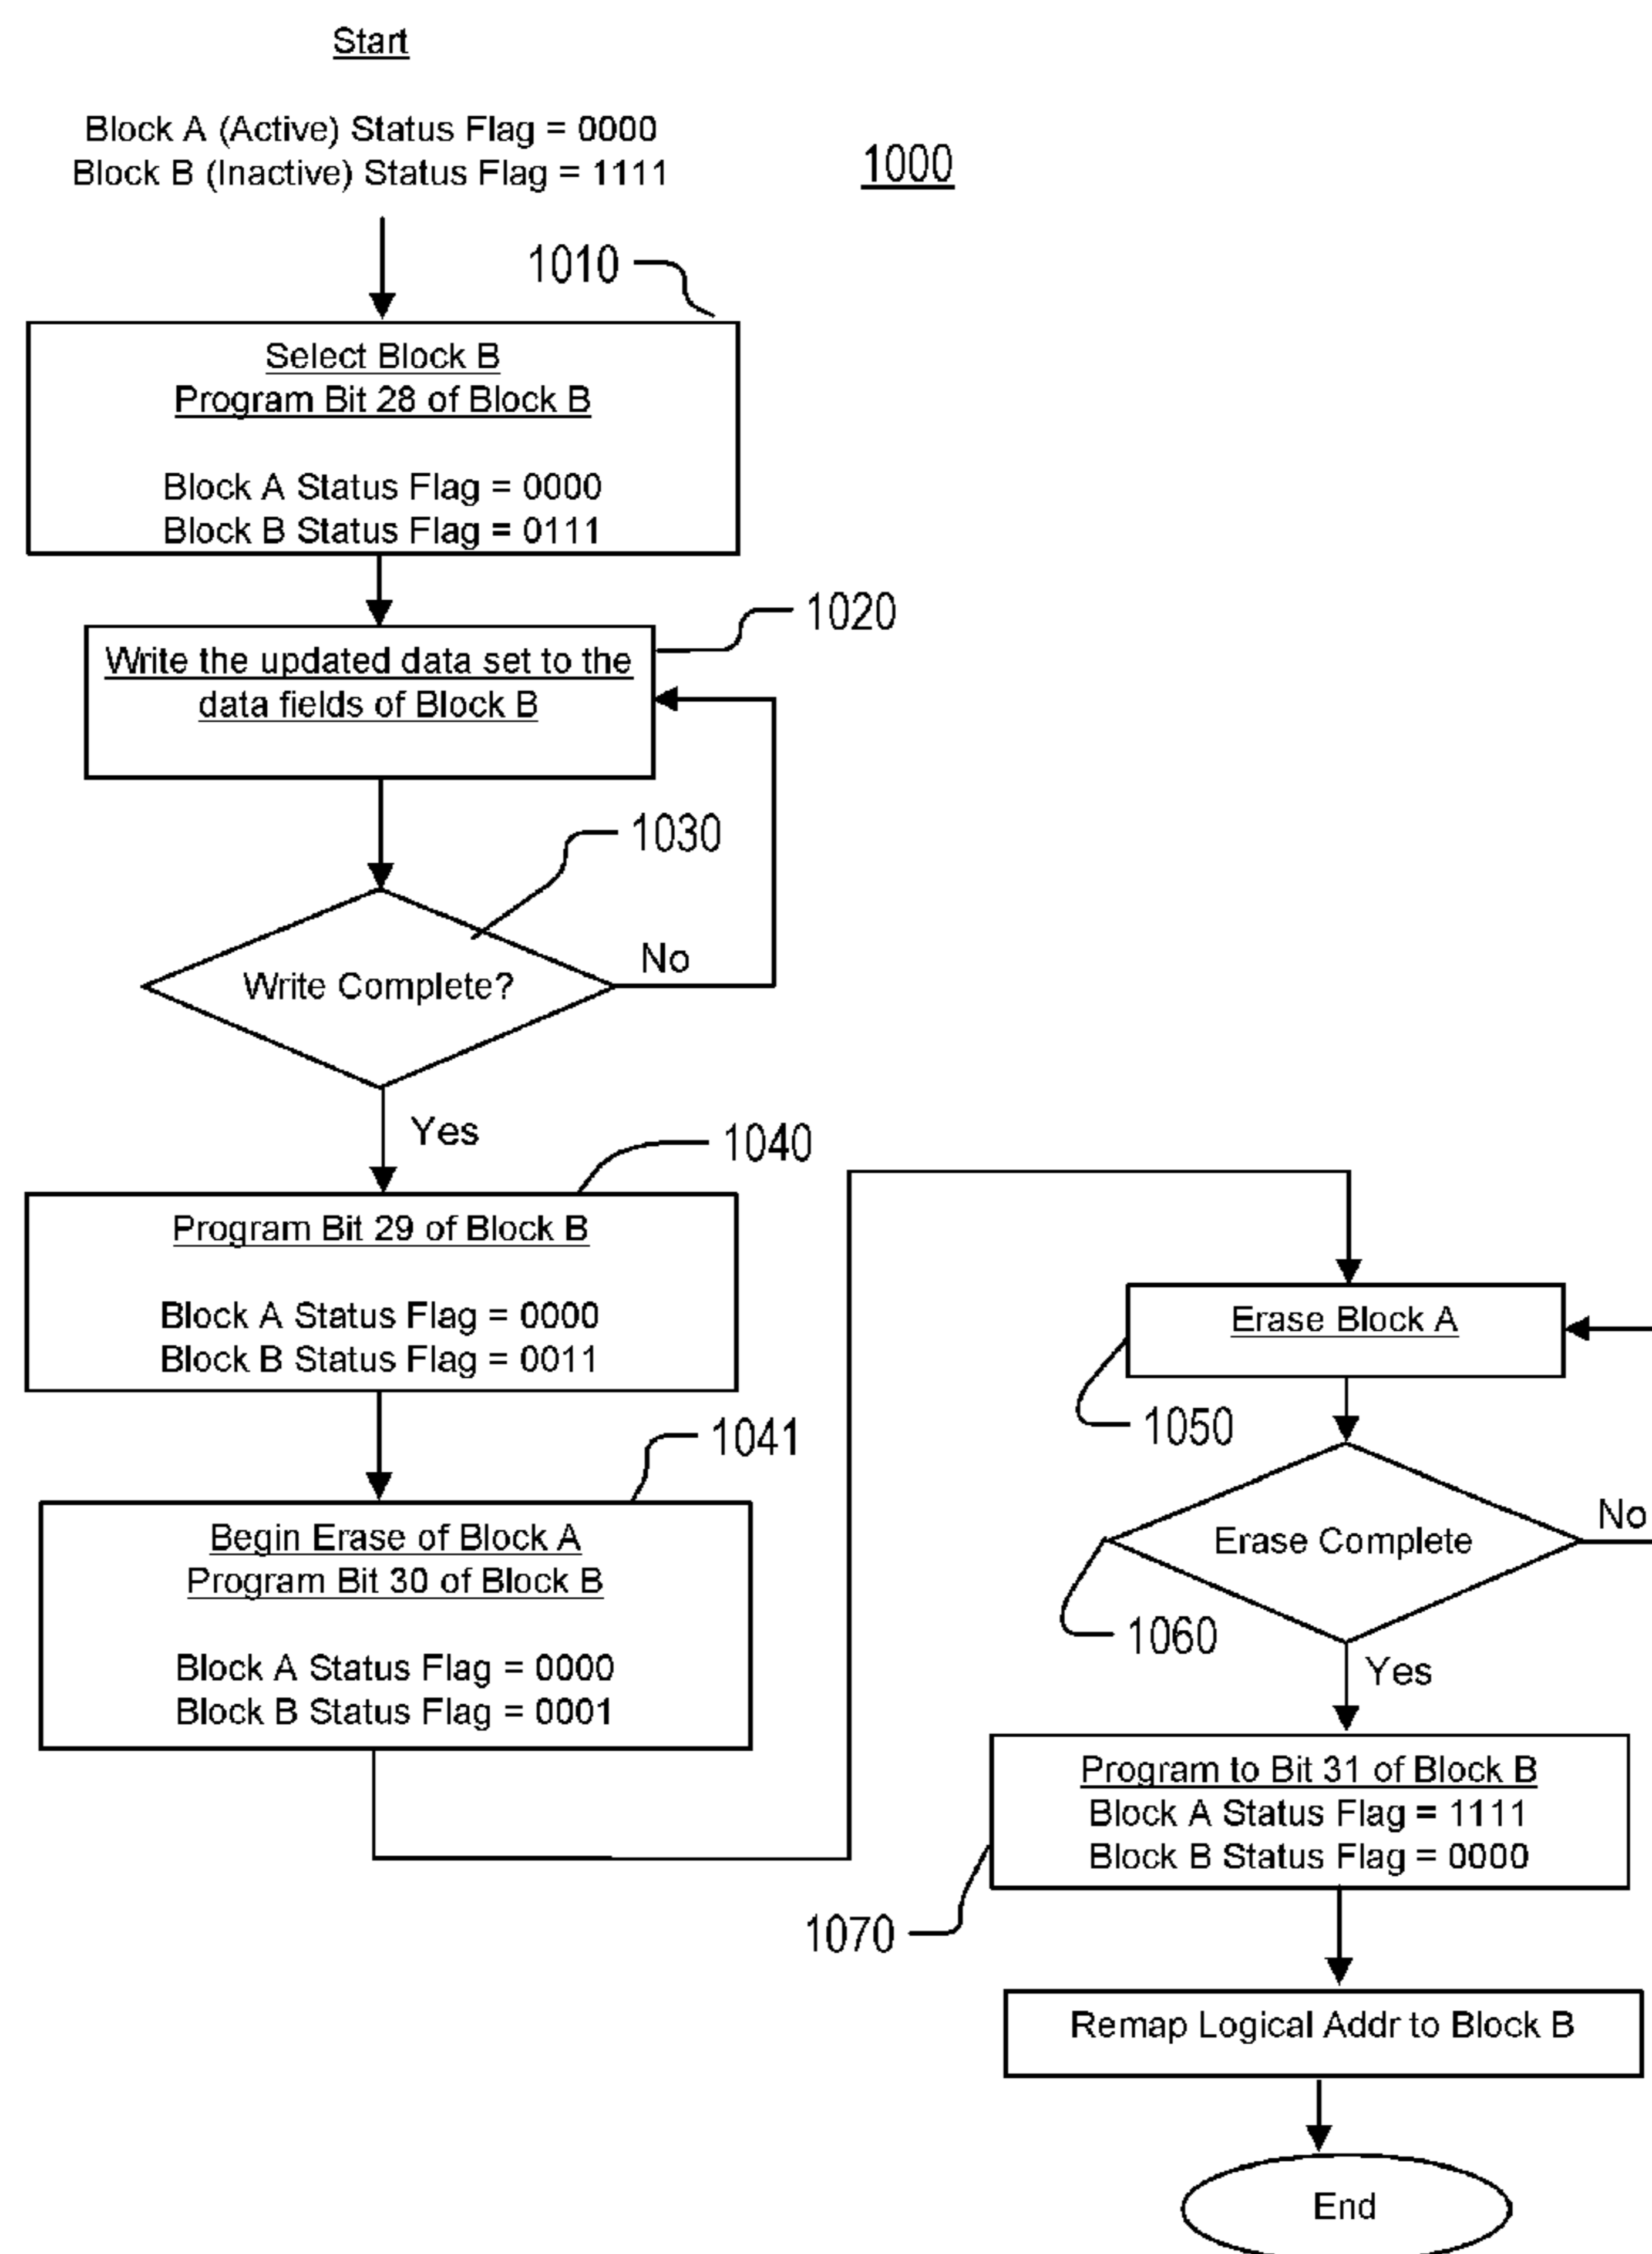 Start
Block A (Active) Status Flag = 0000
Block B (Inactive) Status Flag = 1111
1000
1010
Select Block B
Program Bit 28 of Block B
Block A Status Flag = 0000
Block B Status Flag = 0111
1020
Write the updated data set to the
data fields of Block B
1030
Write Complete?
No
Yes
1040
Program Bit 29 of Block B
Block A Status Flag = 0000
Block B Status Flag = 0011
1041
Begin Erase of Block A
Program Bit 30 of Block B
Block A Status Flag = 0000
Block B Status Flag = 0001
Erase Block A
1050
Erase Complete
No
1060
Yes
Program to Bit 31 of Block B
Block A Status Flag = 1111
Block B Status Flag = 0000
1070
Remap Logical Addr to Block B
End